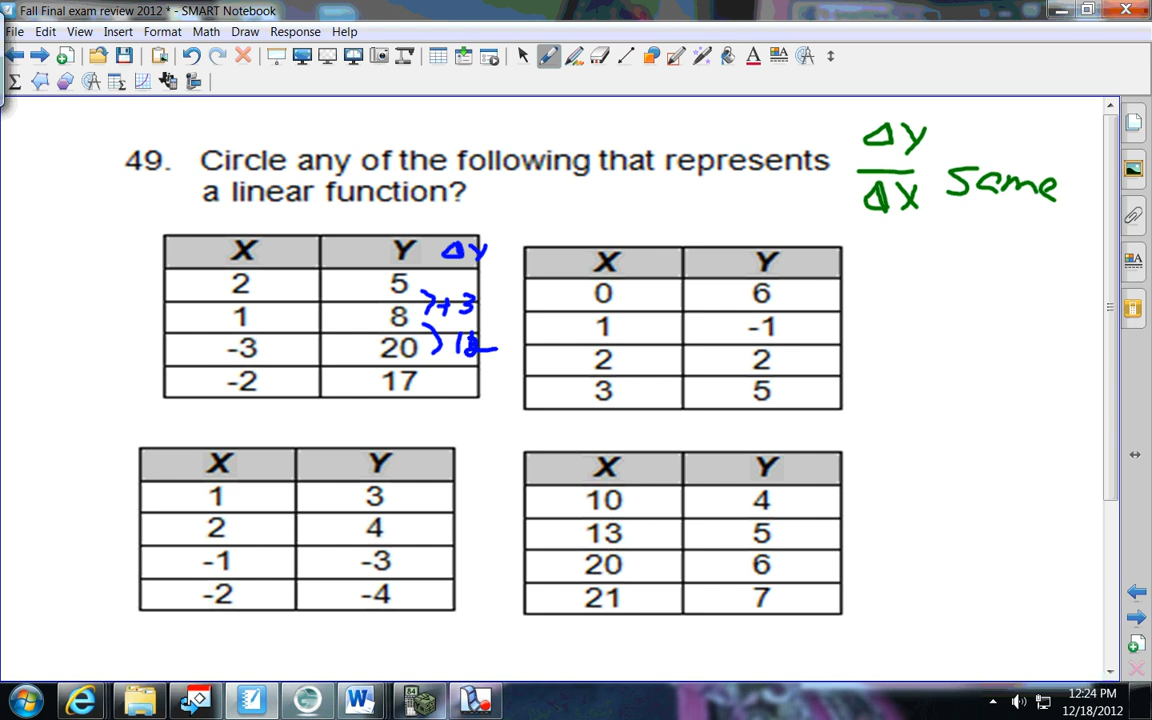 Fall Final exam review 2012 * - SMART Notebook
File Edit View Insert Format Math Draw Response Help
49. Circle any of the following that represents
a linear function?
ΔY
ΔX same
X Y ΔY
2 5
+3
1 8
-3 20
-2 17
X Y
0 6
1 -1
2 2
3 5
X Y
1 3
2 4
-1 -3
-2 -4
X Y
10 4
13 5
20 6
21 7
12:24 PM
12/18/2012